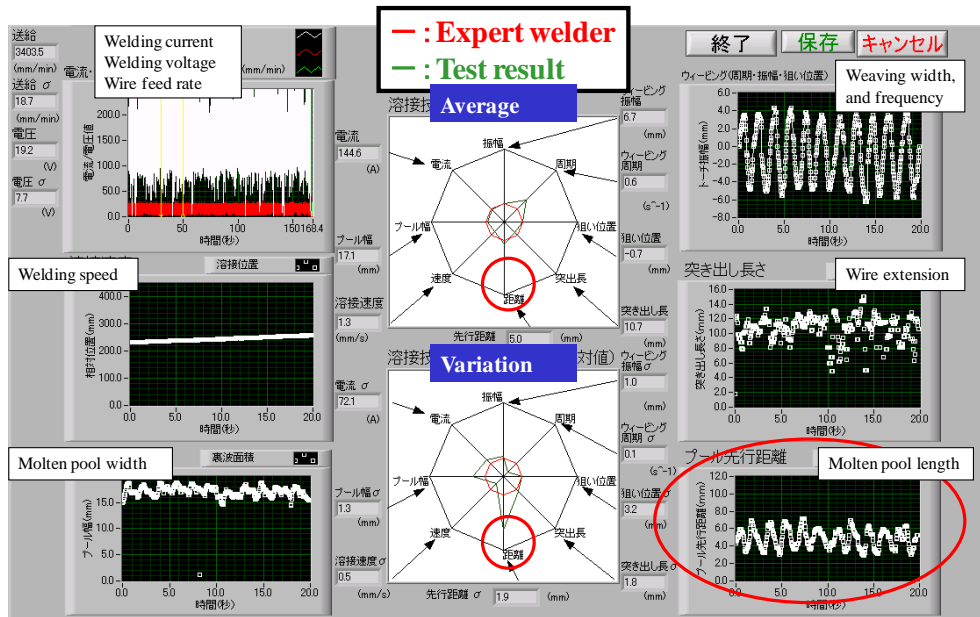 — : Expert welder
— : Test result
送給
3403.5
(mm/min)
送給 σ
18.7
(mm/min)
電圧
19.2
(V)
電圧 σ
7.7
(V)
Welding current
Welding voltage
Wire feed rate
電流・
(mm/min)
電流/電圧値
2000.0
1500.0
1000.0
500.0
0.0
0
50
100
150168.4
時間(秒)
電流
144.6
(A)
プール幅
17.1
(mm)
溶接速度
1.3
(mm/s)
電流 σ
72.1
(A)
プール幅 σ
1.3
(mm)
溶接速度 σ
0.5
(mm/s)
Welding speed
溶接位置
相対位置(mm)
400.0
300.0
200.0
100.0
0.0
0.0
5.0
10.0
15.0
20.0
時間(秒)
Molten pool width
裏波面積
プール幅(mm)
15.0
10.0
5.0
0.0
0.0
5.0
10.0
15.0
20.0
時間(秒)
溶接技
Average
振幅
周期
狙い位置
突出長
距離
速度
プール幅
電流
先行距離
5.0
(mm)
溶接技
対値)
Variation
振幅
周期
狙い位置
突出長
距離
速度
プール幅
電流
先行距離 σ
1.9
(mm)
ウィービング
振幅
6.7
(mm)
ウィービング
周期
0.6
(s^-1)
狙い位置
-0.7
(mm)
突き出し長
10.7
(mm)
ウィービング
振幅 σ
1.0
(mm)
ウィービング
周期 σ
0.1
(s^-1)
狙い位置 σ
3.2
(mm)
突き出し長 σ
1.8
(mm)
終了
保存
キャンセル
ウィービング(周期・振幅・狙い位置)
Weaving width,
and frequency
トーチ振幅(mm)
6.0
4.0
2.0
0.0
-2.0
-4.0
-6.0
-8.0
0.0
5.0
10.0
15.0
20.0
時間(秒)
突き出し長さ
Wire extension
突き出し長さ(mm)
16.0
14.0
12.0
10.0
8.0
6.0
4.0
2.0
0.0
0.0
5.0
10.0
15.0
20.0
時間(秒)
プール先行距離
Molten pool length
プール先行距離(mm)
12.0
10.0
8.0
6.0
4.0
2.0
0.0
0.0
5.0
10.0
15.0
20.0
時間(秒)